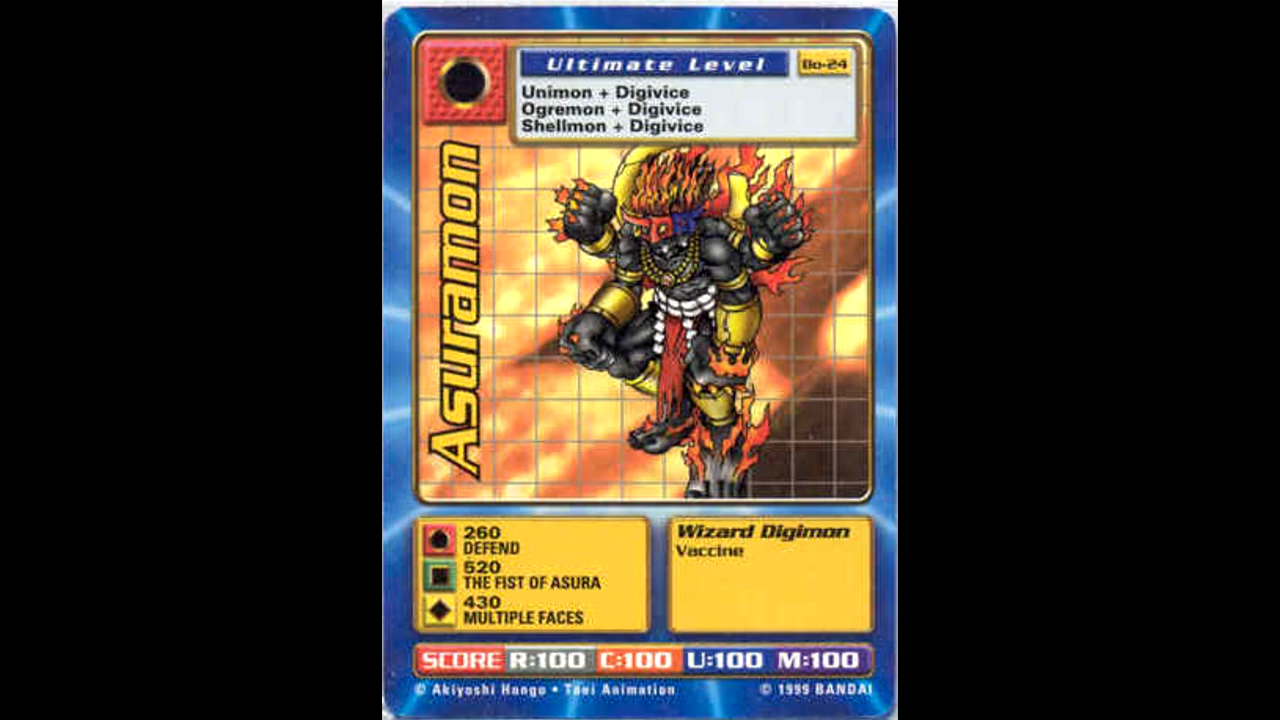 Ultimate Level
Bo-24
Unimon + Digivice
Ogremon + Digivice
Shellmon + Digivice
Asuramon
260
DEFEND
520
THE FIST OF ASURA
430
MULTIPLE FACES
Wizard Digimon
Vaccine
SCORE R:100 C:100 U:100 M:100
© Akiyoshi Hongo • Toei Animation
© 1999 BANDAI